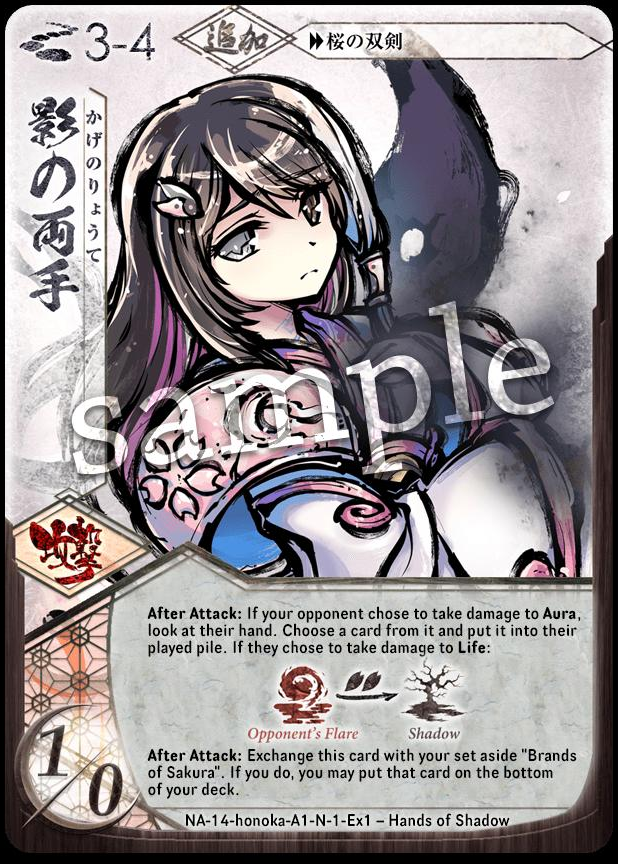 3-4
追加
桜の双剣
影の両手
かげのりょうて
sample
攻撃
After Attack: If your opponent chose to take damage to Aura,
look at their hand. Choose a card from it and put it into their
played pile. If they chose to take damage to Life:
Opponent's Flare
Shadow
After Attack: Exchange this card with your set aside "Brands
of Sakura". If you do, you may put that card on the bottom
of your deck.
1/0
NA-14-honoka-A1-N-1-Ex1 – Hands of Shadow